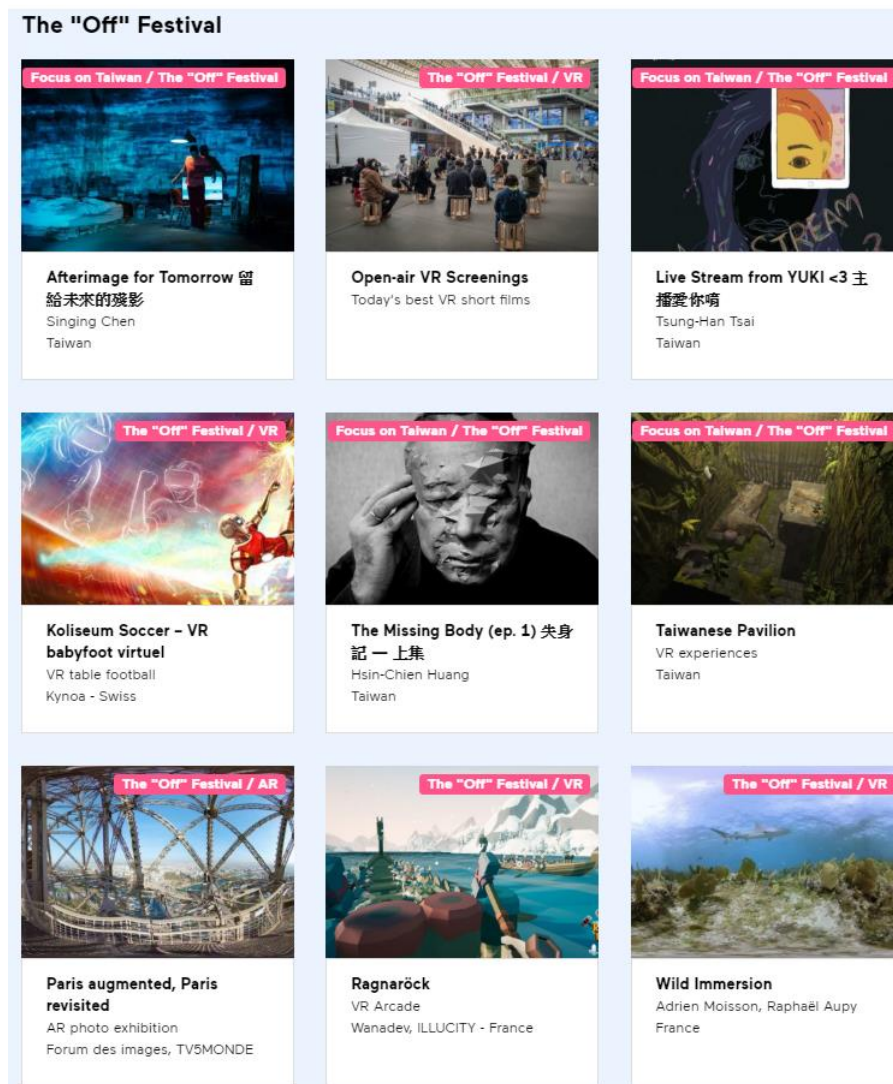 The "Off" Festival
Focus on Taiwan / The "Off" Festival
Afterimage for Tomorrow 留
給未來的殘影
Singing Chen
Taiwan
The "Off" Festival / VR
Open-air VR Screenings
Today's best VR short films
Focus on Taiwan / The "Off" Festival
STREAM
Live Stream from YUKI <3 主
播愛你唷
Tsung-Han Tsai
Taiwan
The "Off" Festival / VR
Koliseum Soccer – VR
babyfoot virtuel
VR table football
Kynoa - Swiss
Focus on Taiwan / The "Off" Festival
The Missing Body (ep. 1) 失身
記 — 上集
Hsin-Chien Huang
Taiwan
Focus on Taiwan / The "Off" Festival
Taiwanese Pavilion
VR experiences
Taiwan
The "Off" Festival / AR
Paris augmented, Paris
revisited
AR photo exhibition
Forum des images, TV5MONDE
The "Off" Festival / VR
Ragnaröck
VR Arcade
Wanadev, ILLUCITY - France
The "Off" Festival / VR
Wild Immersion
Adrien Moisson, Raphaël Aupy
France